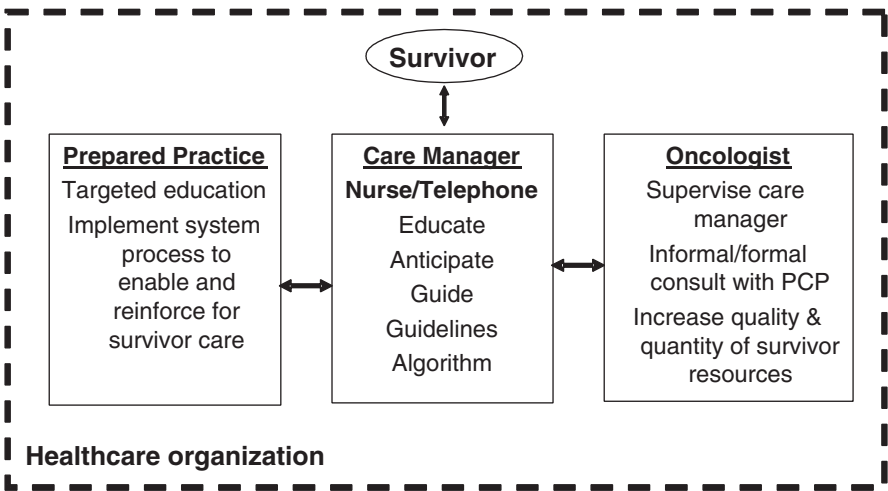 Survivor
Prepared Practice
Targeted education
Implement system
process to
enable and
reinforce for
survivor care
Care Manager
Nurse/Telephone
Educate
Anticipate
Guide
Guidelines
Algorithm
Oncologist
Supervise care
manager
Informal/formal
consult with PCP
Increase quality &
quantity of survivor
resources
Healthcare organization